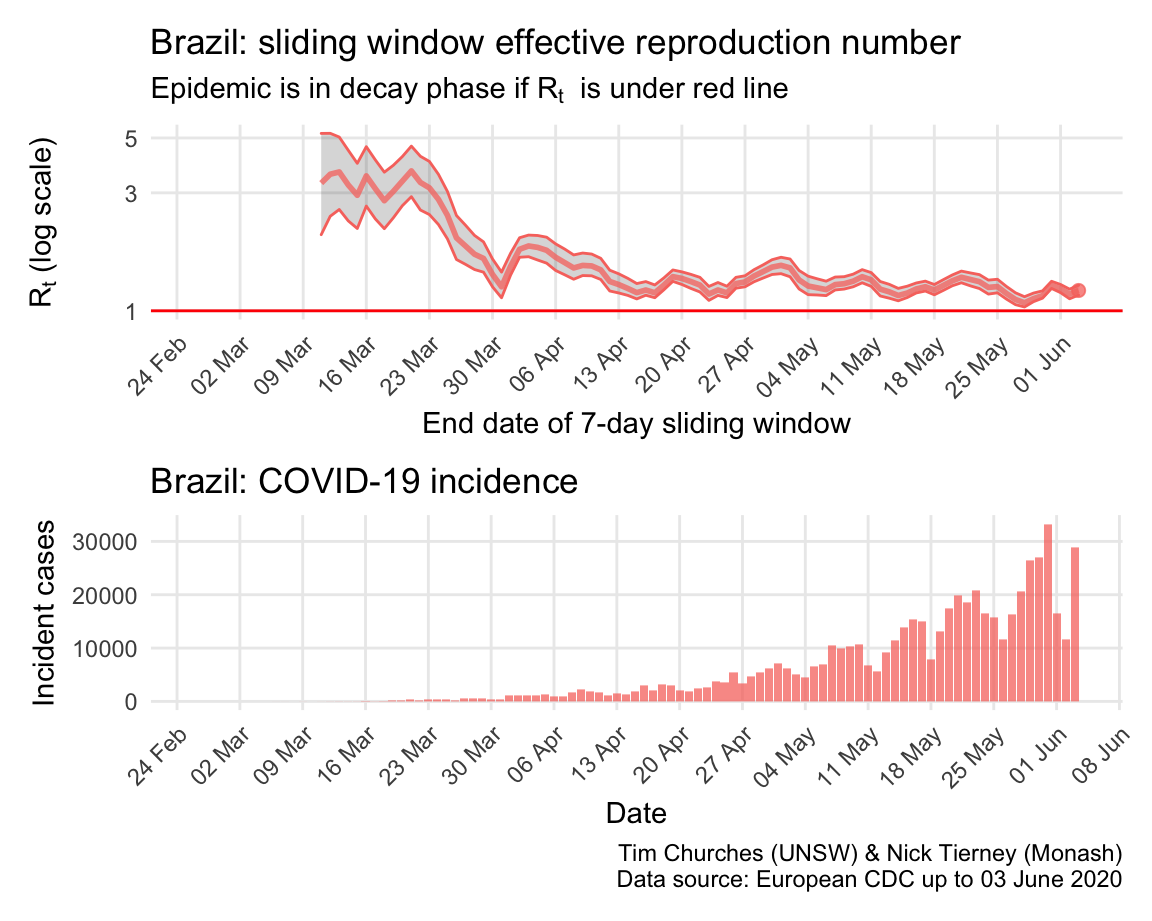 Brazil: sliding window effective reproduction number
Epidemic is in decay phase if Rt is under red line
Rt (log scale)
5
3
1
24 Feb
02 Mar
09 Mar
16 Mar
23 Mar
30 Mar
06 Apr
13 Apr
20 Apr
27 Apr
04 May
11 May
18 May
25 May
01 Jun
End date of 7-day sliding window
Brazil: COVID-19 incidence
Incident cases
30000
20000
10000
0
24 Feb
02 Mar
09 Mar
16 Mar
23 Mar
30 Mar
06 Apr
13 Apr
20 Apr
27 Apr
04 May
11 May
18 May
25 May
01 Jun
08 Jun
Date
Tim Churches (UNSW) & Nick Tierney (Monash)
Data source: European CDC up to 03 June 2020